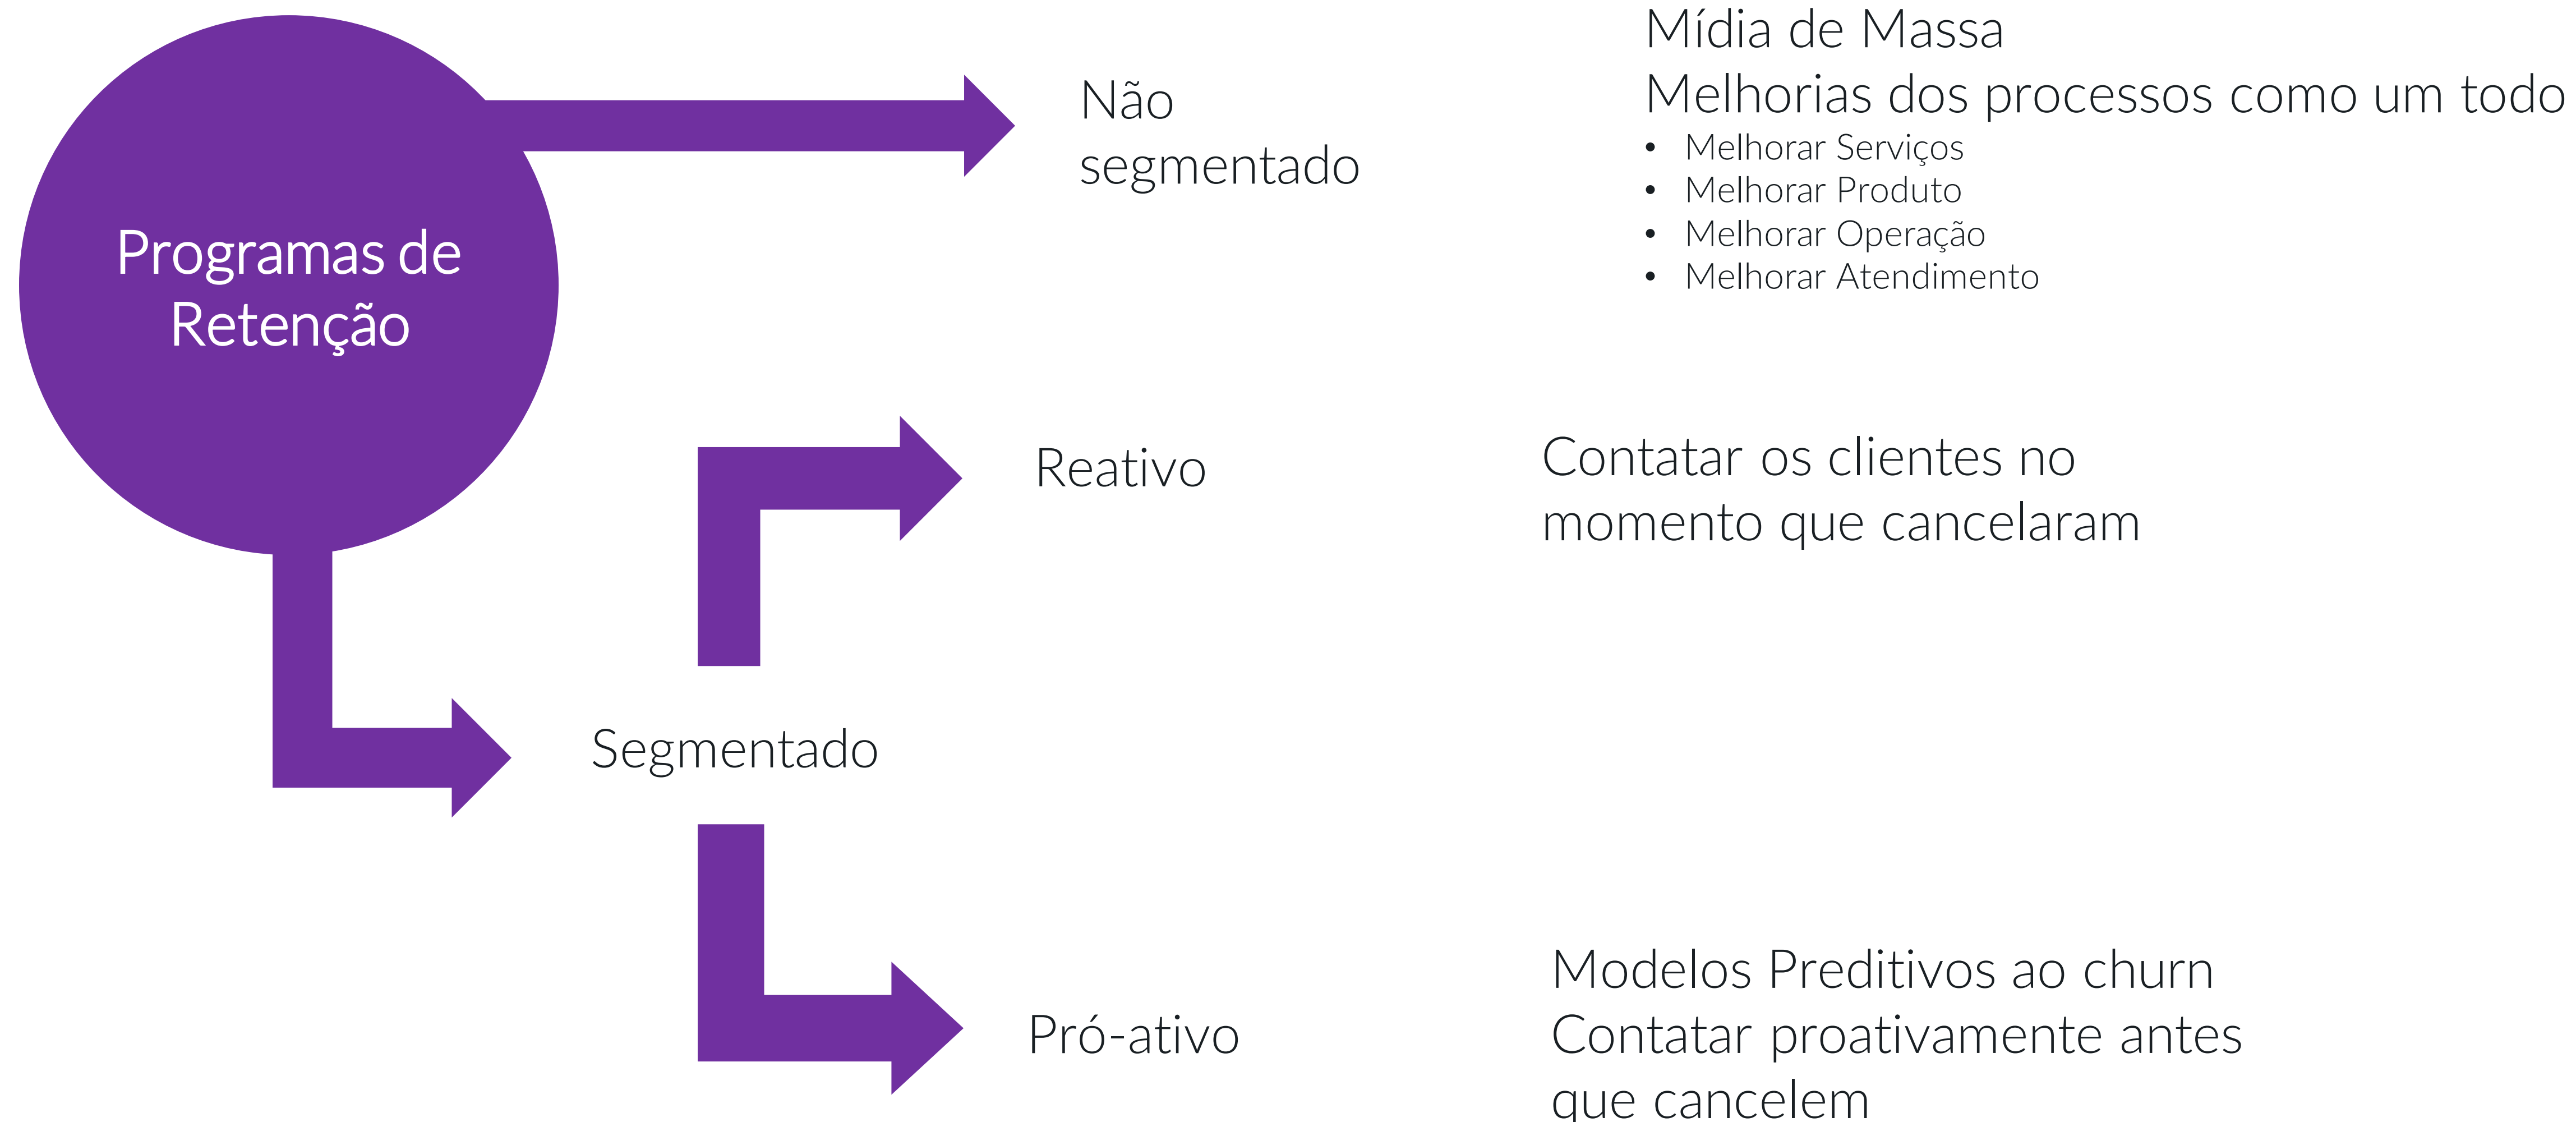 Programas de
Retenção
Não
segmentado
Mídia de Massa
Melhorias dos processos como um todo
• Melhorar Serviços
• Melhorar Produto
• Melhorar Operação
• Melhorar Atendimento
Reativo
Contatar os clientes no
momento que cancelaram
Segmentado
Pró-ativo
Modelos Preditivos ao churn
Contatar proativamente antes
que cancelem